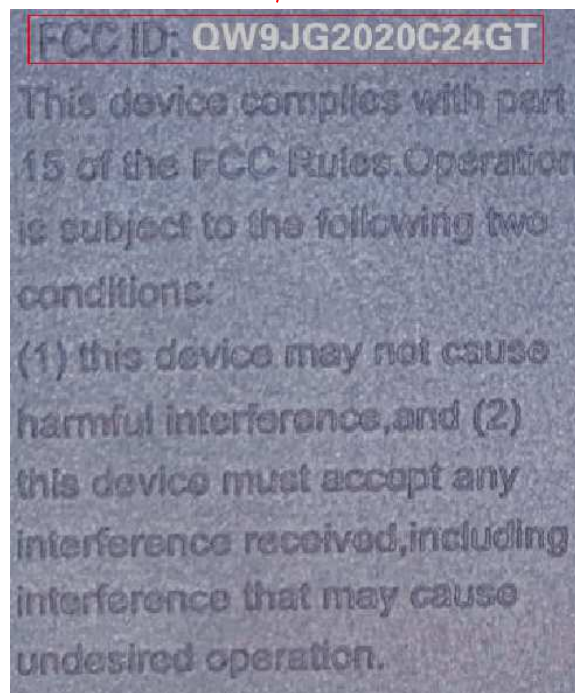 FCC ID: QW9JG2020C24GT
This device complies with part
15 of the FCC Rules.Operation
is subject to the following two
conditions:
(1) this device may not cause
harmful interference,and (2)
this device must accept any
interference received,including
interference that may cause
undesired operation.